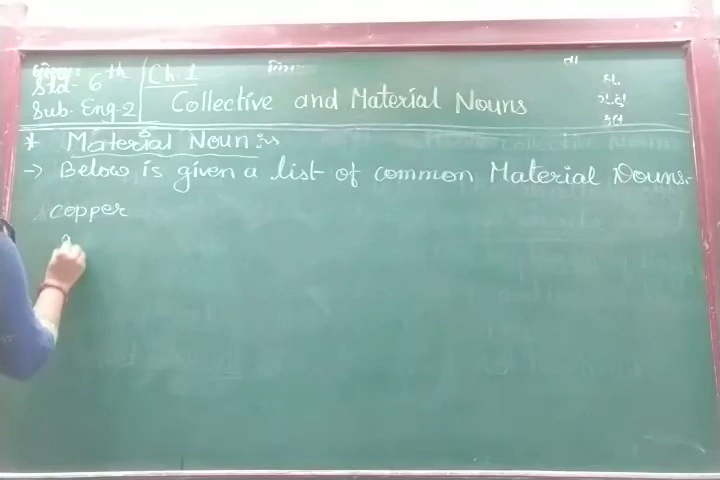 Std- 6th Ch.1
Sub. Eng-2 Collective and Material Nouns
* Material Noun :-
→ Below is given a list of common Material Nouns.
copper